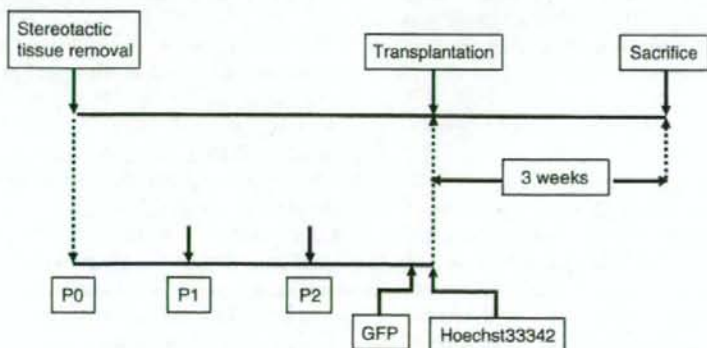 Stereotactic
tissue removal
Transplantation
Sacrifice
3 weeks
P0
P1
P2
GFP
Hoechst33342